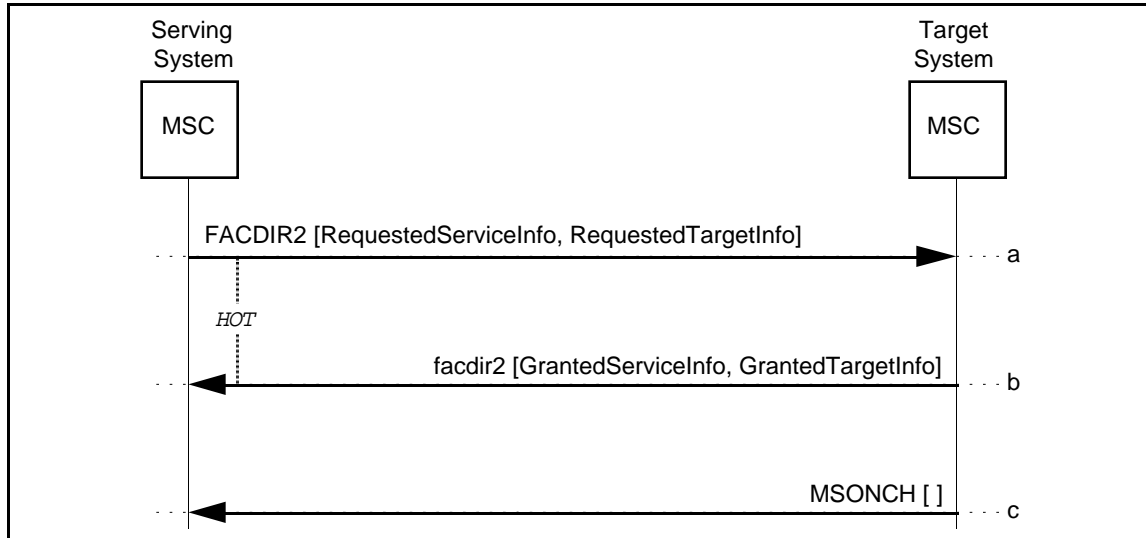 Serving
System
Target
System
MSC
MSC
FACDIR2 [RequestedServiceInfo, RequestedTargetInfo]
a
HOT
facdir2 [GrantedServiceInfo, GrantedTargetInfo]
b
MSONCH [ ]
c